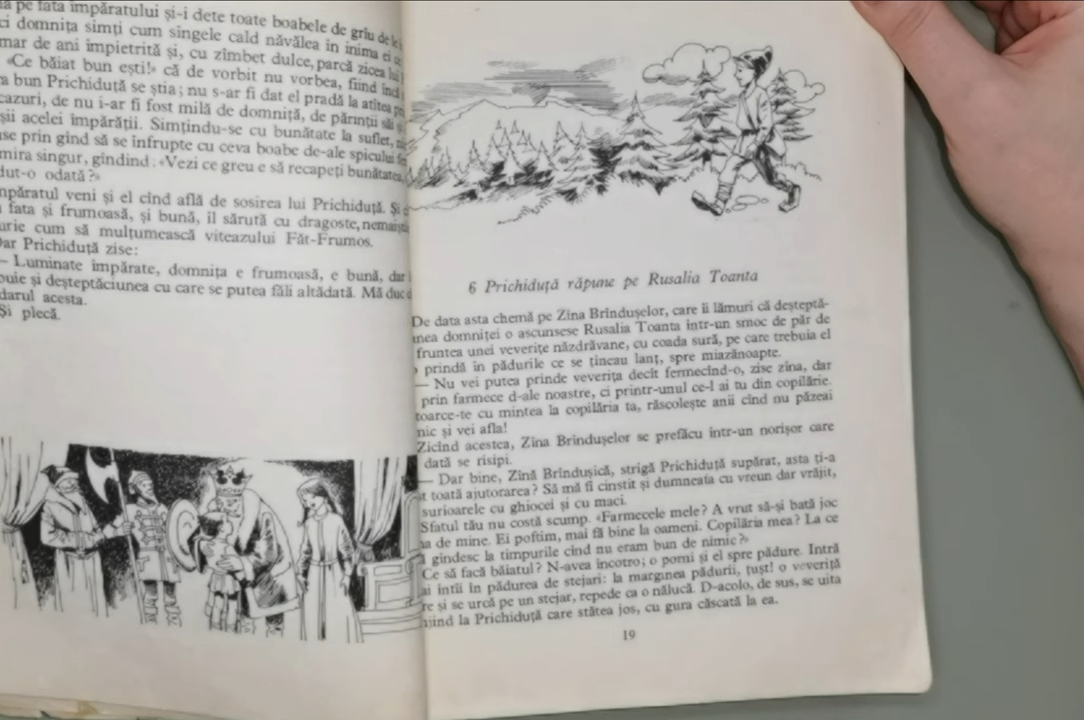 pe fata împăratului și-i dete toate boabele de grîu de
domnița simți cum sîngele cald năvălea în inima ei
de ani împietrită și, cu zîmbet dulce, parcă zicea lui
«Ce băiat bun ești!» că de vorbit nu vorbea, fiind încă
bun Prichiduță se știa; nu s-ar fi dat el pradă la atîtea
cazuri, de nu i-ar fi fost milă de domniță, de părinții săi
acelei împărății. Simțindu-se cu bunătate la suflet,
prin gînd să se înfrupte cu ceva boabe de-ale spicului
mira singur, gîndind: «Vezi ce greu e să recapeți bunătatea,
odată?»
veni și el cînd află de sosirea lui Prichiduță. Și
fata și frumoasă, și bună, îl sărută cu dragoste,
cum să mulțumească viteazului Făt-Frumos.
Prichiduță zise:
— Luminate împărate, domnița e frumoasă, e bună, dar
și deșteptăciunea cu care se putea făli altădată. Mă duc
darul acesta.
Și plecă.
6 Prichiduță răpune pe Rusalia Toanta
De data asta chemă pe Zîna Brîndușelor, care îi lămuri că deșteptă-
domniței o ascunsese Rusalia Toanta într-un smoc de păr de
fruntea unei veverițe năzdrăvane, cu coada sură, pe care trebuia el
prindă în pădurile ce se țineau lanț, spre miazănoapte.
— Nu vei putea prinde veverița decît fermecînd-o, zise zîna, dar
prin farmece d-ale noastre, ci printr-unul ce-l ai tu din copilărie.
cu mintea la copilăria ta, răscolește anii cînd nu păzeai
și vei afla!
Zicînd acestea, Zîna Brîndușelor se prefăcu într-un norișor care
dată se risipi.
— Dar bine, Zînă Brîndușică, strigă Prichiduță supărat, asta ți-a
toată ajutorarea? Să mă fi cinstit și dumneata cu vreun dar vrăjit,
surioarele cu ghiocei și cu maci.
Sfatul tău nu costă scump. «Farmecele mele? A vrut să-și bată joc
de mine. Ei poftim, mai fă bine la oameni. Copilăria mea? La ce
gîndesc la timpurile cînd nu eram bun de nimic?»
Ce să facă băiatul? N-avea încotro; o porni și el spre pădure. Intră
întîi în pădurea de stejari: la marginea pădurii, țușt! o veveriță
și se urcă pe un stejar, repede ca o nălucă. D-acolo, de sus, se uita
la Prichiduță care stătea jos, cu gura căscată la ea.
19